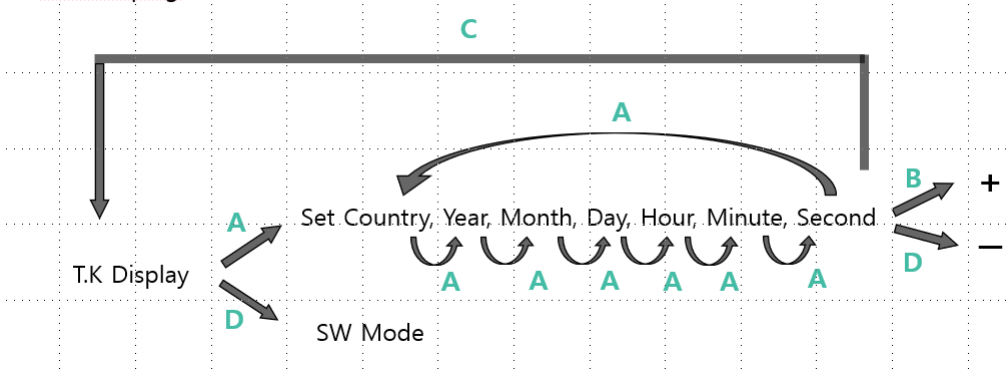 C
A
B
+
A
Set Country, Year, Month, Day, Hour, Minute, Second
D
−
T.K Display
A
A
A
A
A
A
D
SW Mode